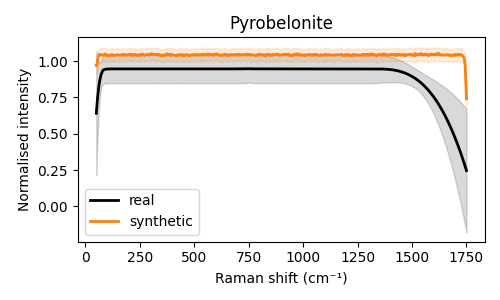 Pyrobelonite
Normalised intensity
1.00
0.75
0.50
0.25
0.00
real
synthetic
0 250 500 750 1000 1250 1500 1750
Raman shift (cm⁻¹)